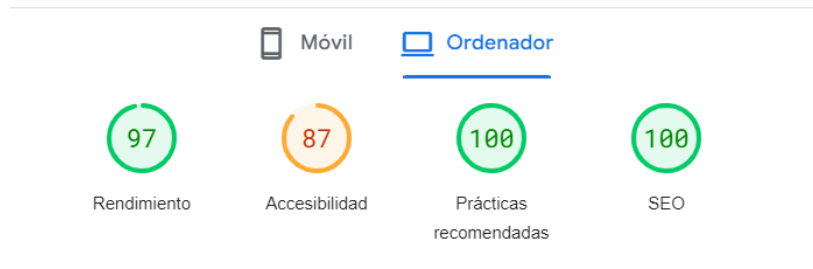 Móvil
Ordenador
97
87
100
100
Rendimiento
Accesibilidad
Prácticas
recomendadas
SEO